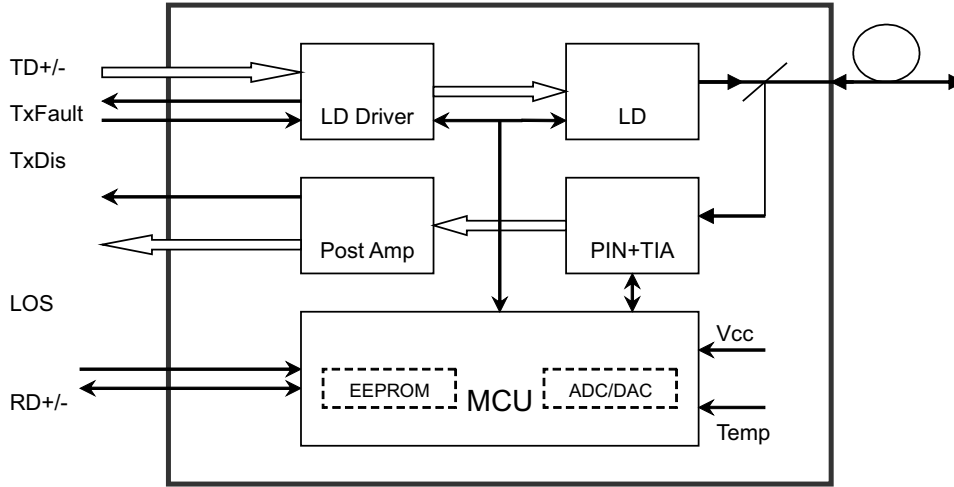 TD+/-
TxFault
LD Driver
LD
TxDis
Post Amp
PIN+TIA
LOS
Vcc
RD+/-
EEPROM
MCU
ADC/DAC
Temp